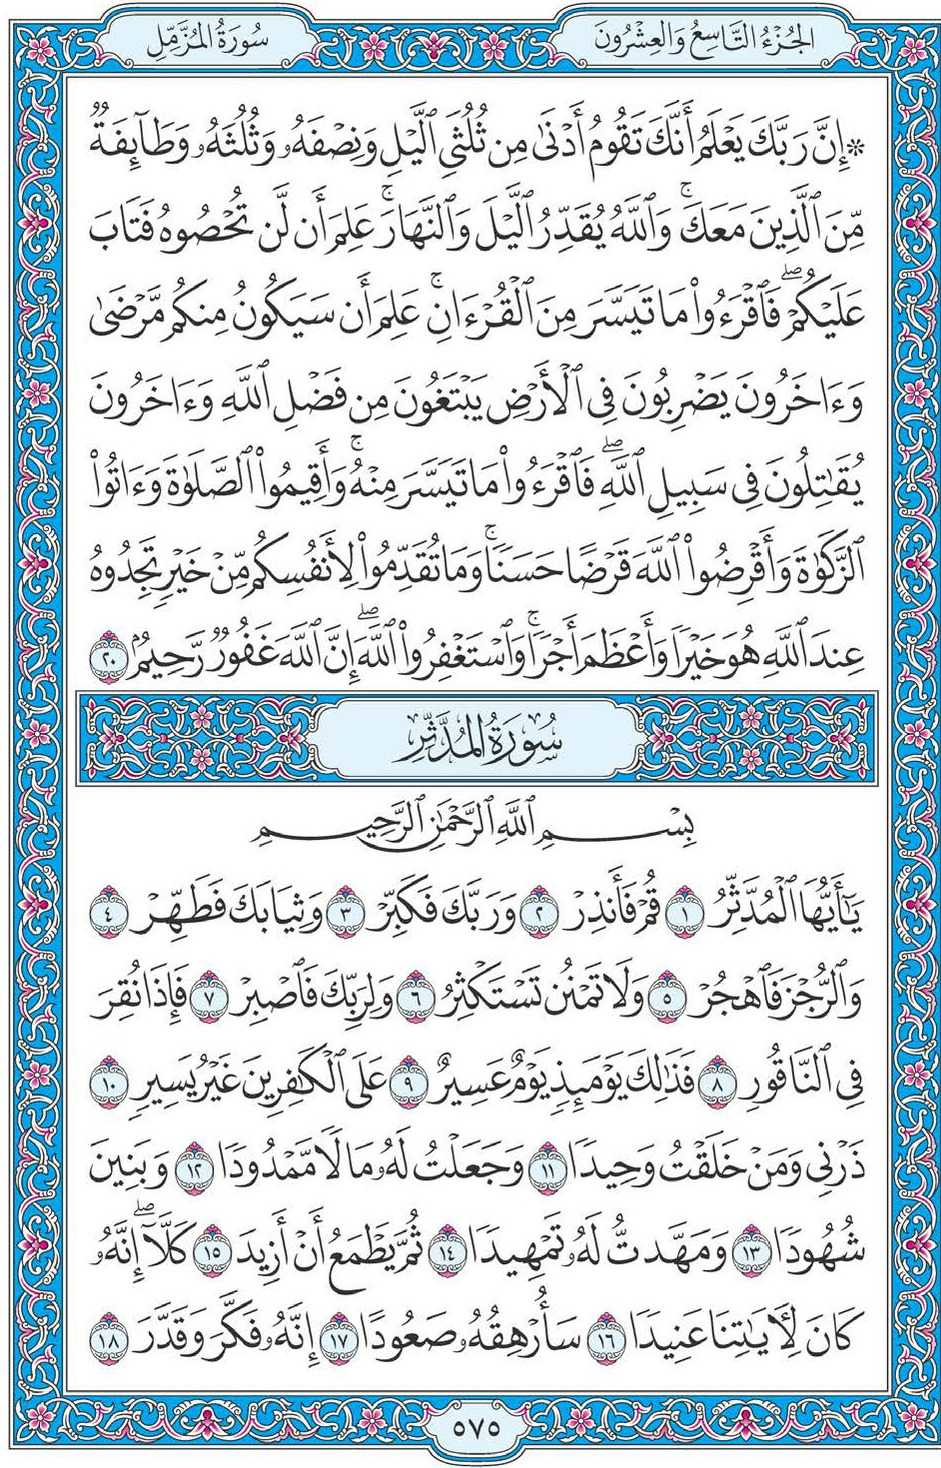 الجُزْءُ التَّاسِعُ وَالعِشْرُونَ
سُورَةُ المُزَّمِّل
۞ إِنَّ رَبَّكَ يَعْلَمُ أَنَّكَ تَقُومُ أَدْنَىٰ مِن ثُلُثَيِ ٱلَّيْلِ وَنِصْفَهُۥ وَثُلُثَهُۥ وَطَآئِفَةٌ
مِّنَ ٱلَّذِينَ مَعَكَۚ وَٱللَّهُ يُقَدِّرُ ٱلَّيْلَ وَٱلنَّهَارَۚ عَلِمَ أَن لَّن تُحْصُوهُ فَتَابَ
عَلَيْكُمْۖ فَٱقْرَءُوا۟ مَا تَيَسَّرَ مِنَ ٱلْقُرْءَانِۚ عَلِمَ أَن سَيَكُونُ مِنكُم مَّرْضَىٰ
وَءَاخَرُونَ يَضْرِبُونَ فِى ٱلْأَرْضِ يَبْتَغُونَ مِن فَضْلِ ٱللَّهِ وَءَاخَرُونَ
يُقَـٰتِلُونَ فِى سَبِيلِ ٱللَّهِۖ فَٱقْرَءُوا۟ مَا تَيَسَّرَ مِنْهُۚ وَأَقِيمُوا۟ ٱلصَّلَوٰةَ وَءَاتُوا۟
ٱلزَّكَوٰةَ وَأَقْرِضُوا۟ ٱللَّهَ قَرْضًا حَسَنًاۚ وَمَا تُقَدِّمُوا۟ لِأَنفُسِكُم مِّنْ خَيْرٍ تَجِدُوهُ
عِندَ ٱللَّهِ هُوَ خَيْرًا وَأَعْظَمَ أَجْرًاۚ وَٱسْتَغْفِرُوا۟ ٱللَّهَۖ إِنَّ ٱللَّهَ غَفُورٌ رَّحِيمٌۢ ٢٠
سُورَةُ المُدَّثِّر
بِسْمِ ٱللَّهِ ٱلرَّحْمَـٰنِ ٱلرَّحِيمِ
يَـٰٓأَيُّهَا ٱلْمُدَّثِّرُ ١ قُمْ فَأَنذِرْ ٢ وَرَبَّكَ فَكَبِّرْ ٣ وَثِيَابَكَ فَطَهِّرْ ٤
وَٱلرُّجْزَ فَٱهْجُرْ ٥ وَلَا تَمْنُن تَسْتَكْثِرُ ٦ وَلِرَبِّكَ فَٱصْبِرْ ٧ فَإِذَا نُقِرَ
فِى ٱلنَّاقُورِ ٨ فَذَٰلِكَ يَوْمَئِذٍ يَوْمٌ عَسِيرٌ ٩ عَلَى ٱلْكَـٰفِرِينَ غَيْرُ يَسِيرٍ ١٠
ذَرْنِى وَمَنْ خَلَقْتُ وَحِيدًا ١١ وَجَعَلْتُ لَهُۥ مَالًا مَّمْدُودًا ١٢ وَبَنِينَ
شُهُودًا ١٣ وَمَهَّدتُّ لَهُۥ تَمْهِيدًا ١٤ ثُمَّ يَطْمَعُ أَنْ أَزِيدَ ١٥ كَلَّآۖ إِنَّهُۥ
كَانَ لِـَٔايَـٰتِنَا عَنِيدًا ١٦ سَأُرْهِقُهُۥ صَعُودًا ١٧ إِنَّهُۥ فَكَّرَ وَقَدَّرَ ١٨
٥٧٥